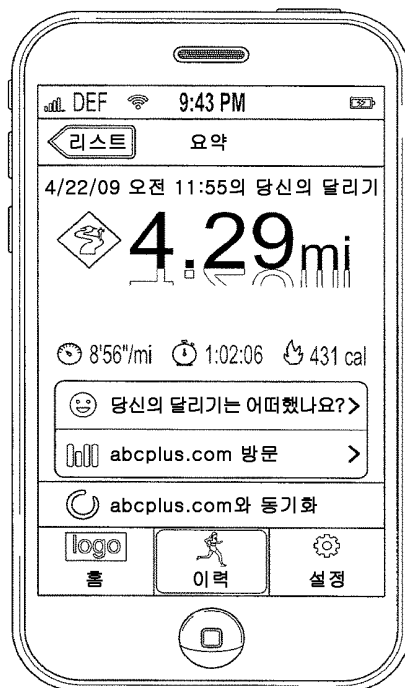 DEF 9:43 PM
리스트 요약
4/22/09 오전 11:55의 당신의 달리기
4.29mi
8'56"/mi 1:02:06 431 cal
당신의 달리기는 어떠했나요? >
abcplus.com 방문 >
abcplus.com와 동기화
logo
홈 이력 설정